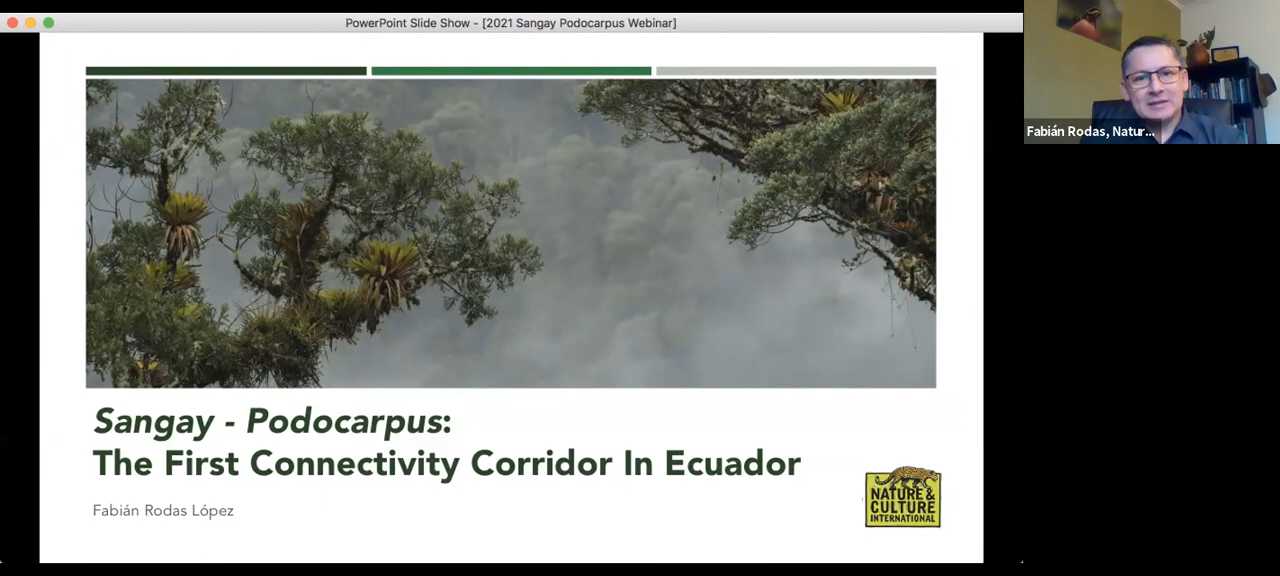 PowerPoint Slide Show - [2021 Sangay Podocarpus Webinar]
Fabián Rodas, Natur...
Sangay - Podocarpus:
The First Connectivity Corridor In Ecuador
Fabián Rodas López
NATURE &
CULTURE
INTERNATIONAL